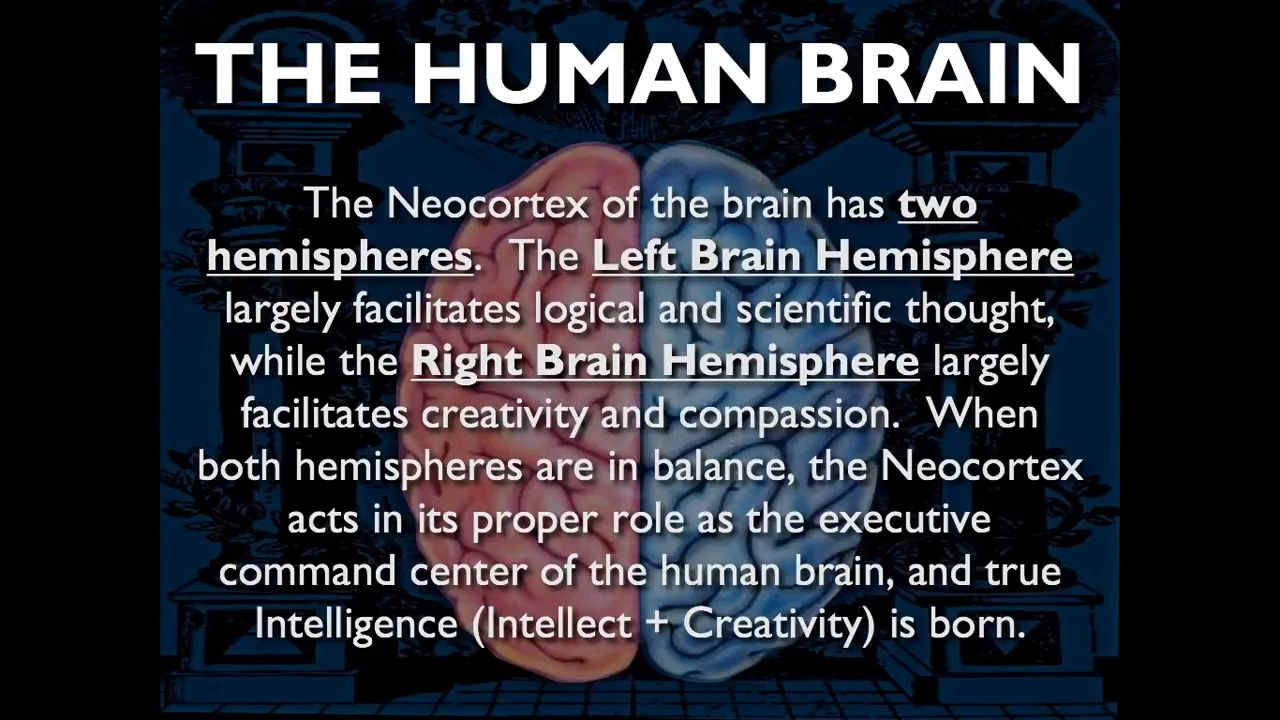 THE HUMAN BRAIN
PATER
The Neocortex of the brain has two
hemispheres. The Left Brain Hemisphere
largely facilitates logical and scientific thought,
while the Right Brain Hemisphere largely
facilitates creativity and compassion. When
both hemispheres are in balance, the Neocortex
acts in its proper role as the executive
command center of the human brain, and true
Intelligence (Intellect + Creativity) is born.